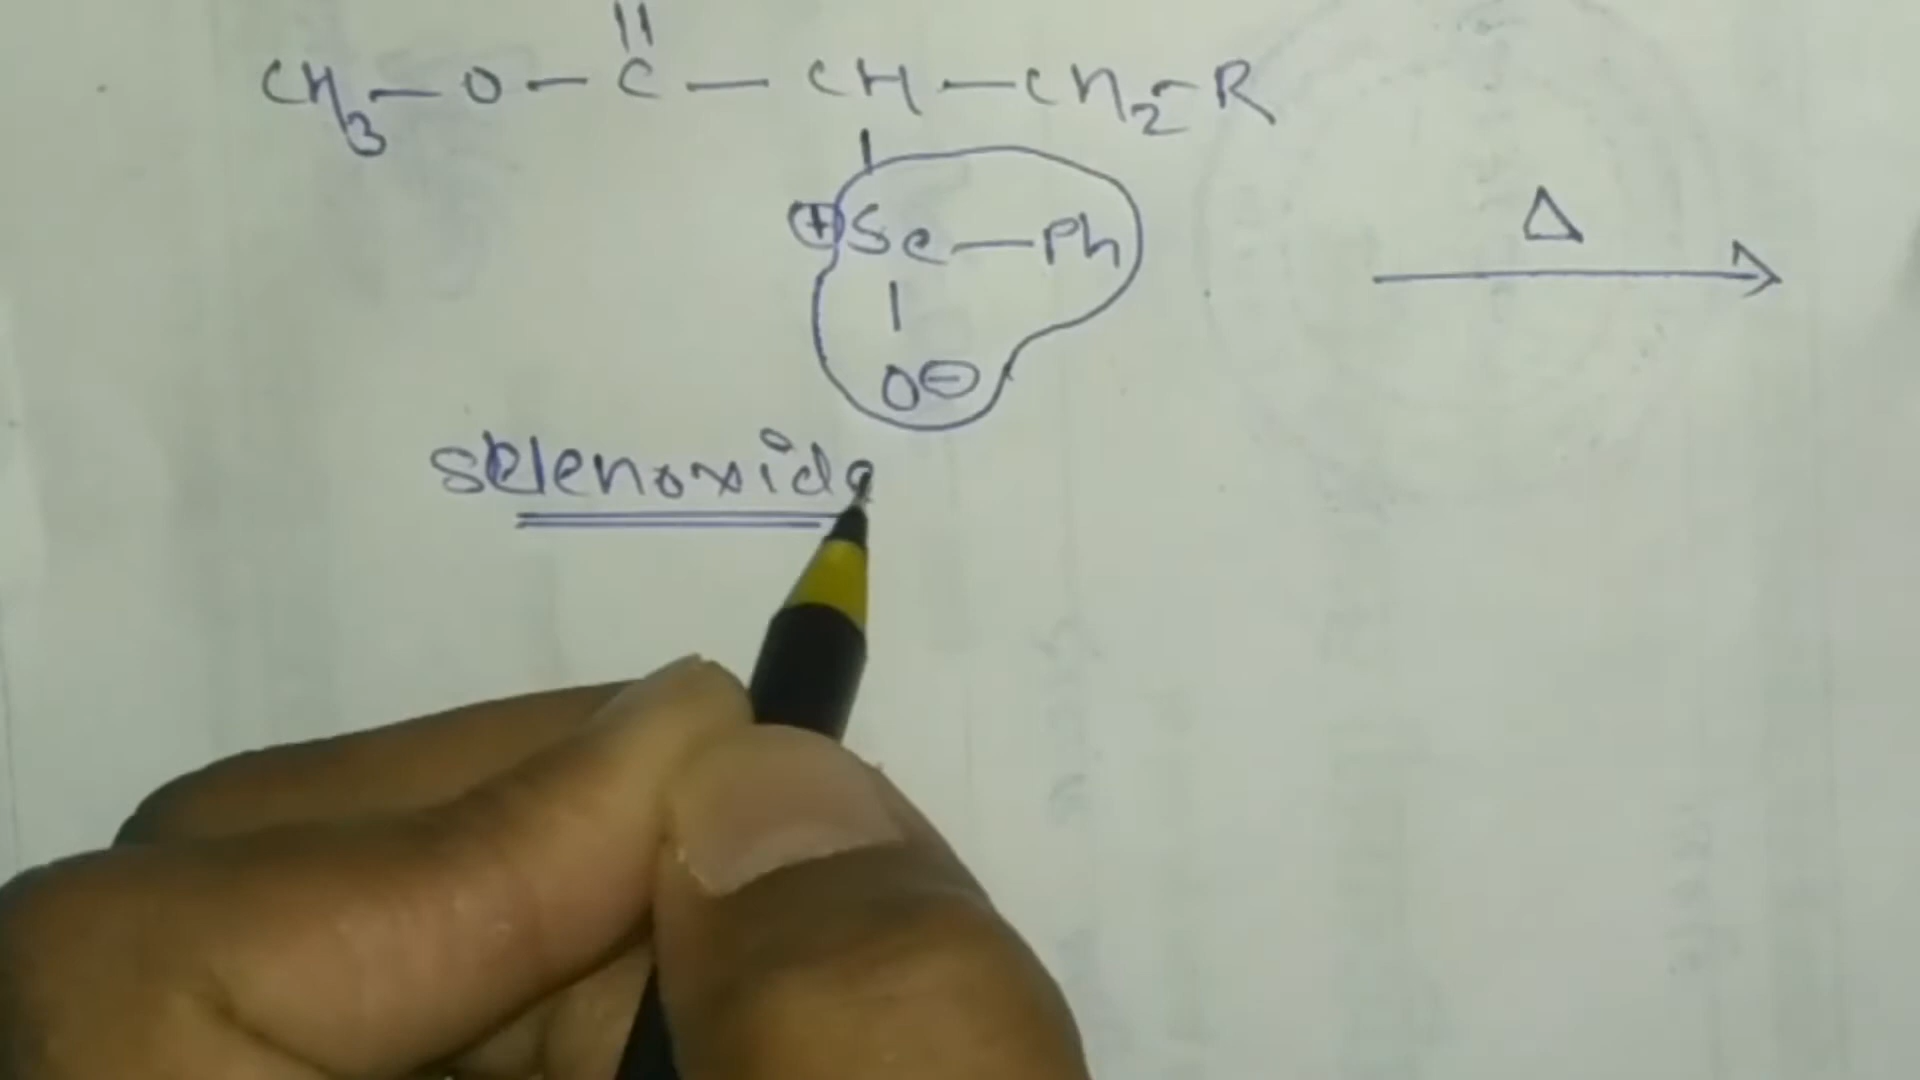 CH3-O-C-CH-CH2-R
Δ
⊕Se-Ph
O⊖
selenoxide